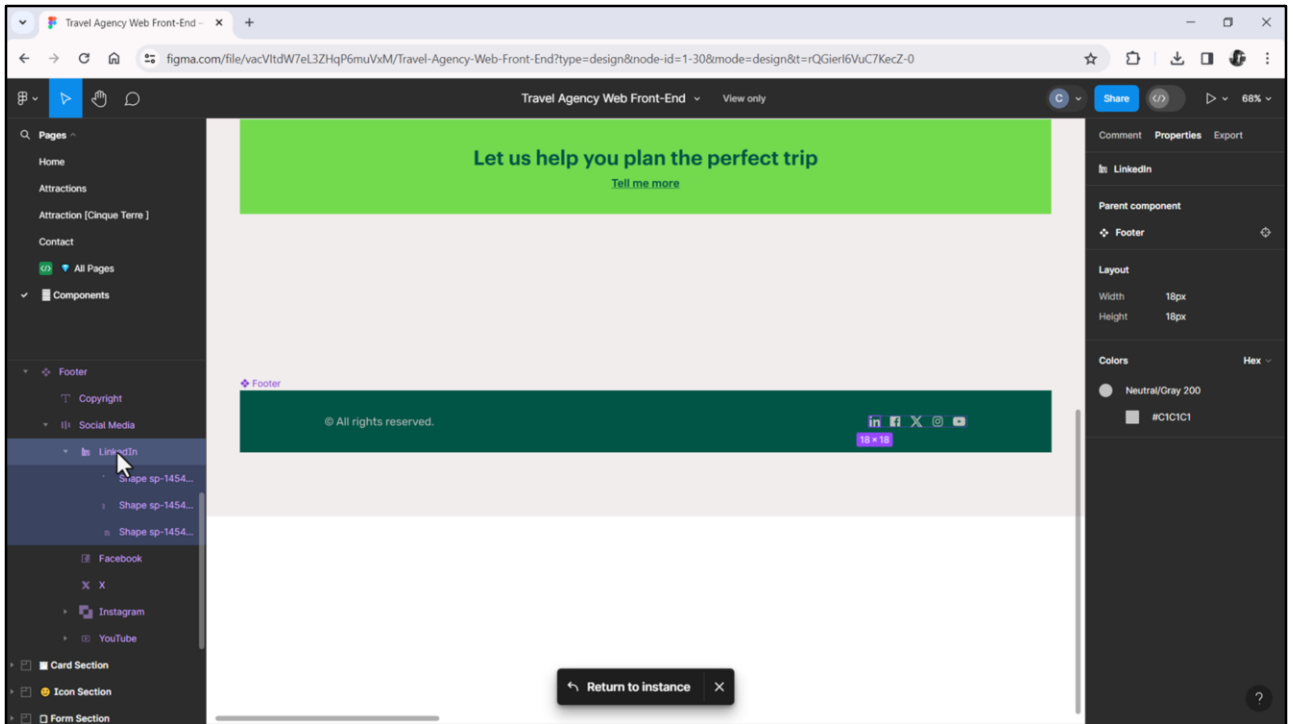 Travel Agency Web Front-End –
figma.com/file/vacVItdW7eL3ZHqP6muVxM/Travel-Agency-Web-Front-End?type=design&node-id=1-30&mode=design&t=rQGierI6VuC7KecZ-0
Travel Agency Web Front-End
View only
C
Share
68%
Pages
Home
Attractions
Attraction [Cinque Terre ]
Contact
All Pages
Components
Footer
Copyright
Social Media
LinkedIn
Shape sp-1454...
Shape sp-1454...
Shape sp-1454...
Facebook
X
Instagram
YouTube
Card Section
Icon Section
Form Section
Let us help you plan the perfect trip
Tell me more
Footer
© All rights reserved.
18 × 18
Return to instance
Comment Properties Export
LinkedIn
Parent component
Footer
Layout
Width 18px
Height 18px
Colors Hex
Neutral/Gray 200
#C1C1C1
?